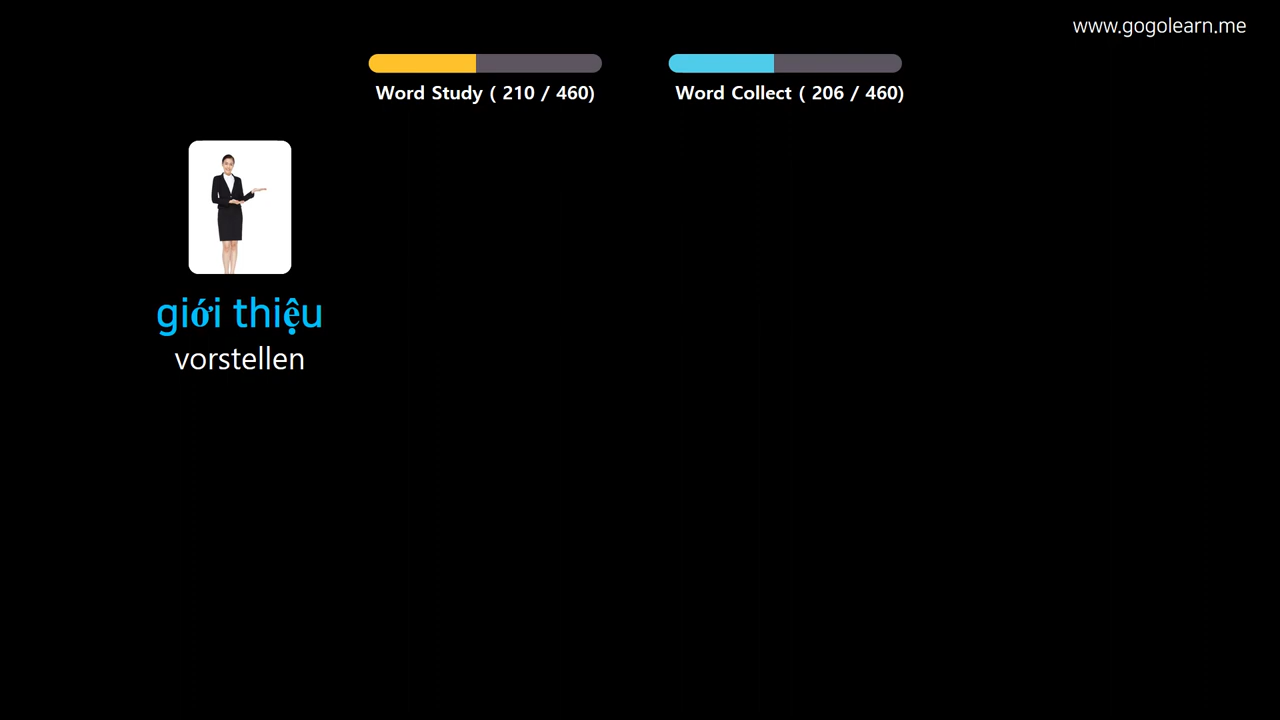 www.gogolearn.me
Word Study ( 210 / 460)
Word Collect ( 206 / 460)
giới thiệu
vorstellen